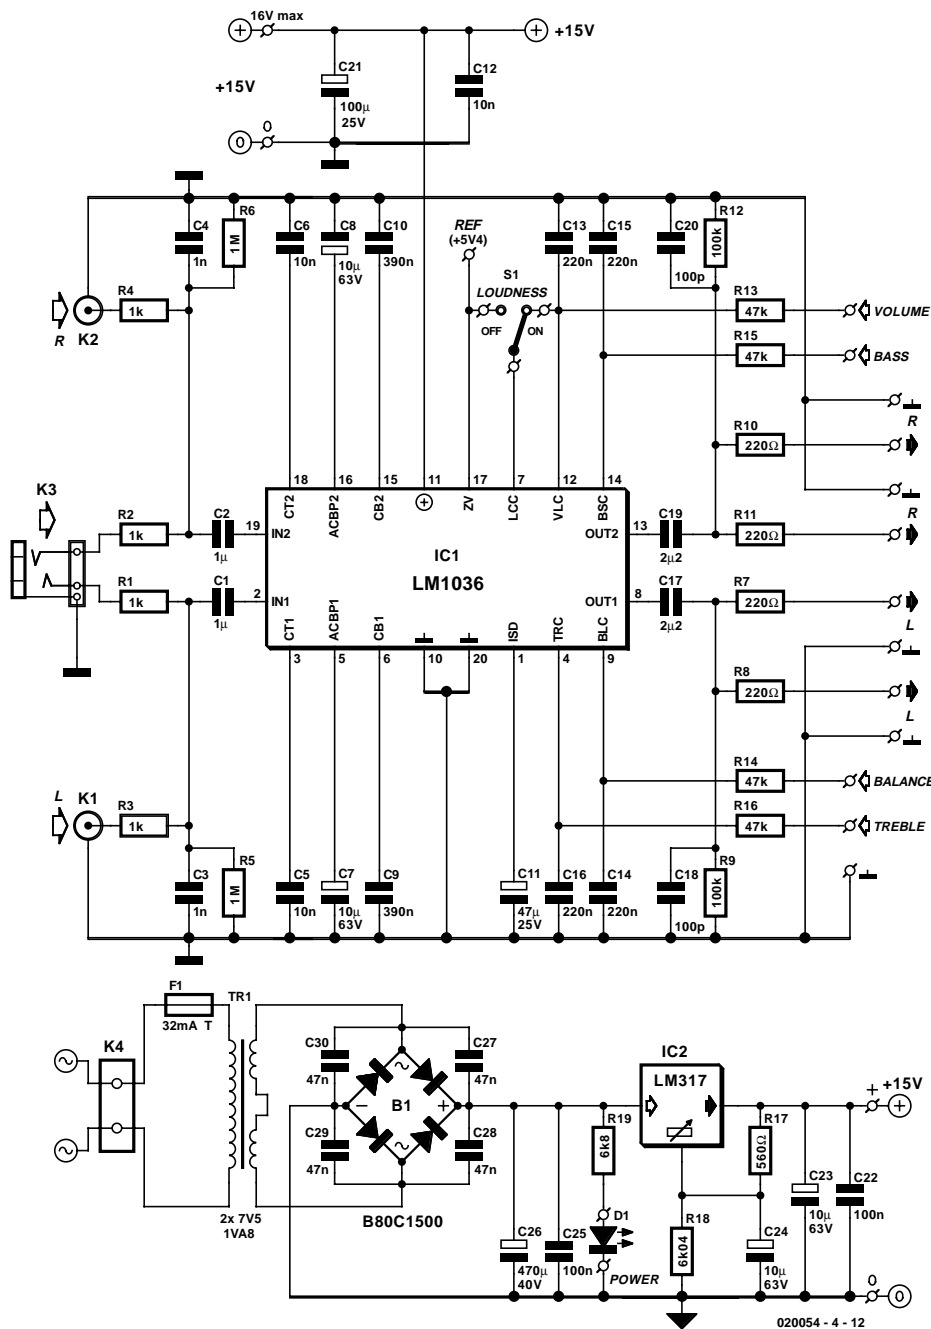 16V max
+15V
C21
C12
+15V
100µ
25V
10n
0
0
R6
R12
C4
C6
C8
C10
REF
(+5V4)
C13
C15
C20
1M
100k
1n
10n
10µ
63V
390n
S1
LOUDNESS
220n
220n
100p
R4
R13
1k
OFF
ON
47k
VOLUME
R
K2
R15
47k
BASS
R
R10
220Ω
18
16
15
11
17
7
12
14
K3
CT2
ACBP2
CB2
ZV
LCC
VLC
BSC
R
R2
C2
19
IN2
OUT2
13
C19
R11
1k
1µ
IC1
2µ2
220Ω
LM1036
R1
C1
2
IN1
OUT1
8
C17
R7
1k
1µ
2µ2
220Ω
L
CT1
ACBP1
CB1
ISD
TRC
BLC
3
5
6
10
20
1
4
9
R8
220Ω
L
R14
47k
BALANCE
L
K1
R3
R16
1k
47k
TREBLE
R5
R9
C3
C5
C7
C9
C11
C16
C14
C18
1M
100k
1n
10n
10µ
63V
390n
47µ
25V
220n
220n
100p
F1
TR1
32mA T
K4
C30
C27
IC2
47n
47n
LM317
+
+15V
B1
–
+
R19
R17
C29
C28
6k8
560Ω
47n
47n
C23
C22
D1
10µ
63V
100n
2x 7V5
1VA8
B80C1500
C26
C25
R18
C24
470µ
40V
100n
6k04
10µ
63V
POWER
0
0
020054 - 4 - 12